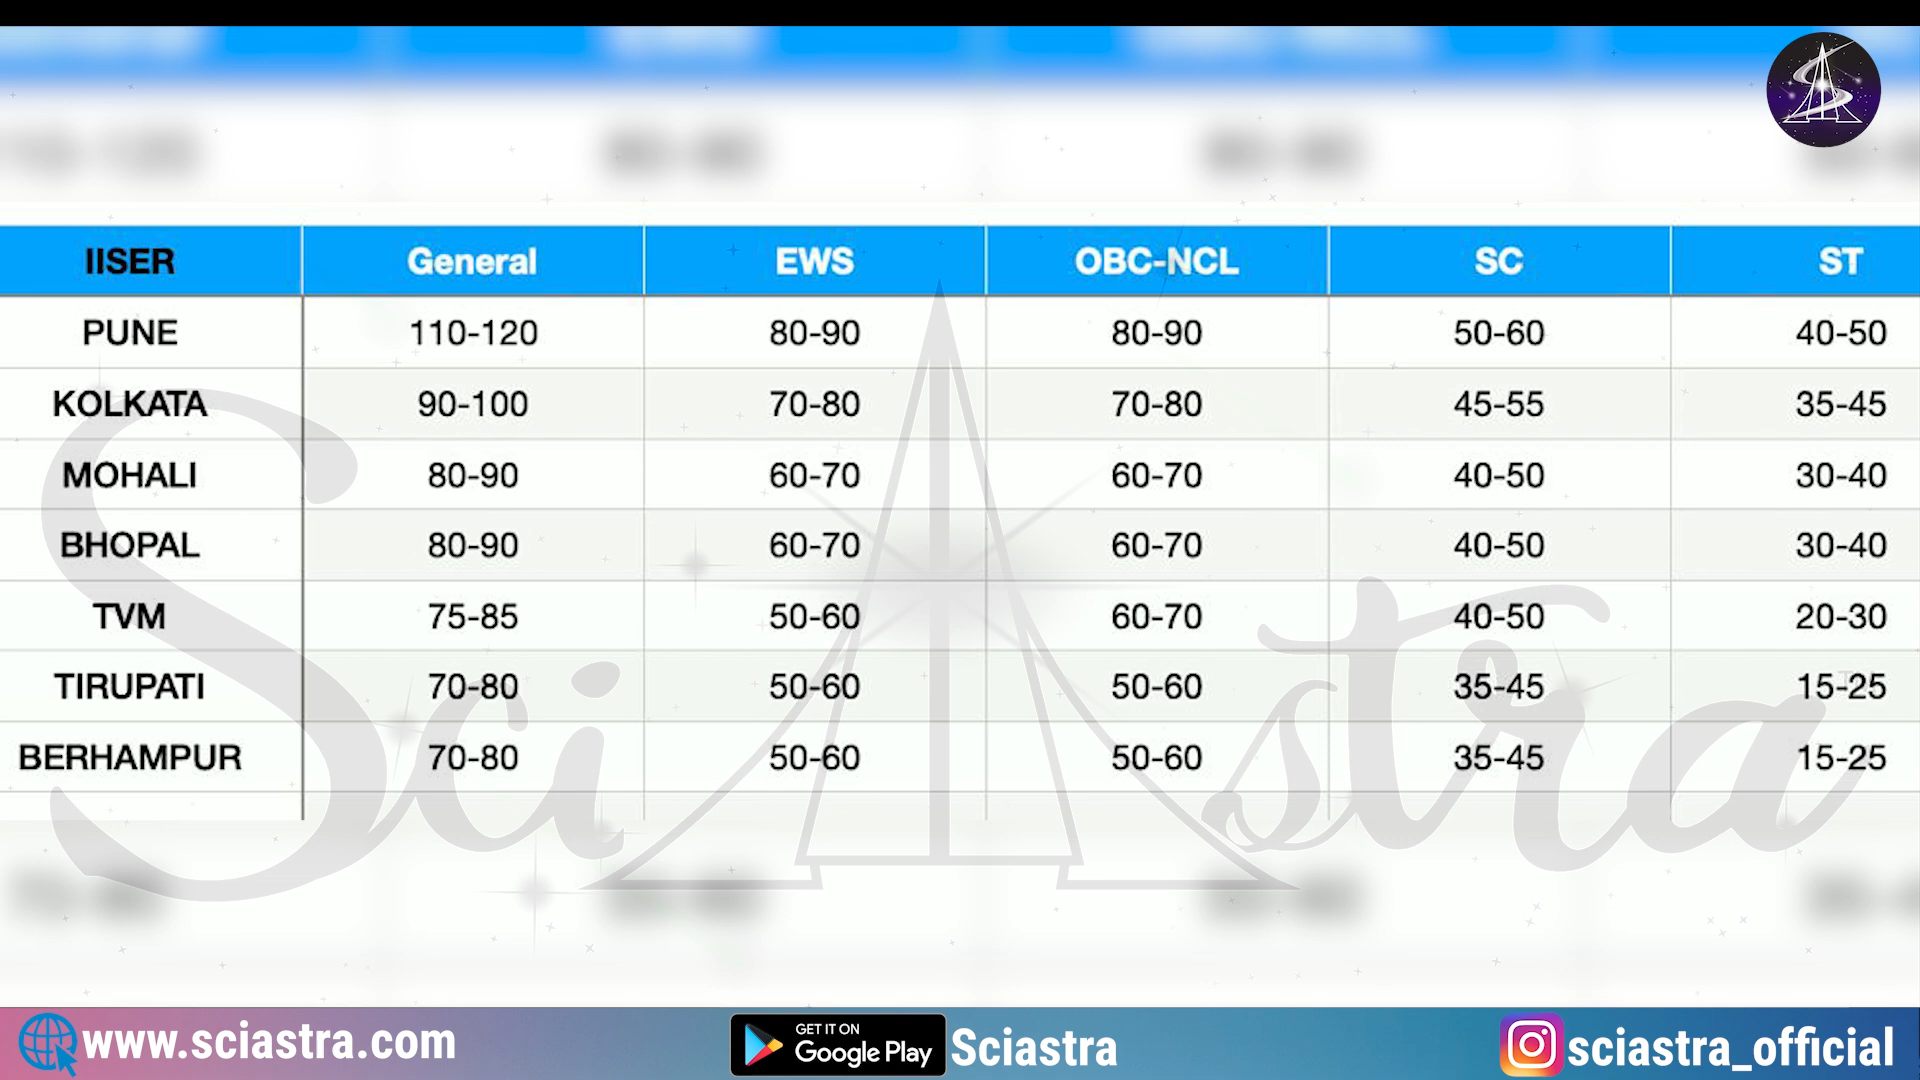 IISER General EWS OBC-NCL SC ST
PUNE 110-120 80-90 80-90 50-60 40-50
KOLKATA 90-100 70-80 70-80 45-55 35-45
MOHALI 80-90 60-70 60-70 40-50 30-40
BHOPAL 80-90 60-70 60-70 40-50 30-40
TVM 75-85 50-60 60-70 40-50 20-30
TIRUPATI 70-80 50-60 50-60 35-45 15-25
BERHAMPUR 70-80 50-60 50-60 35-45 15-25
SciAstra
www.sciastra.com GET IT ON Google Play Sciastra sciastra_official